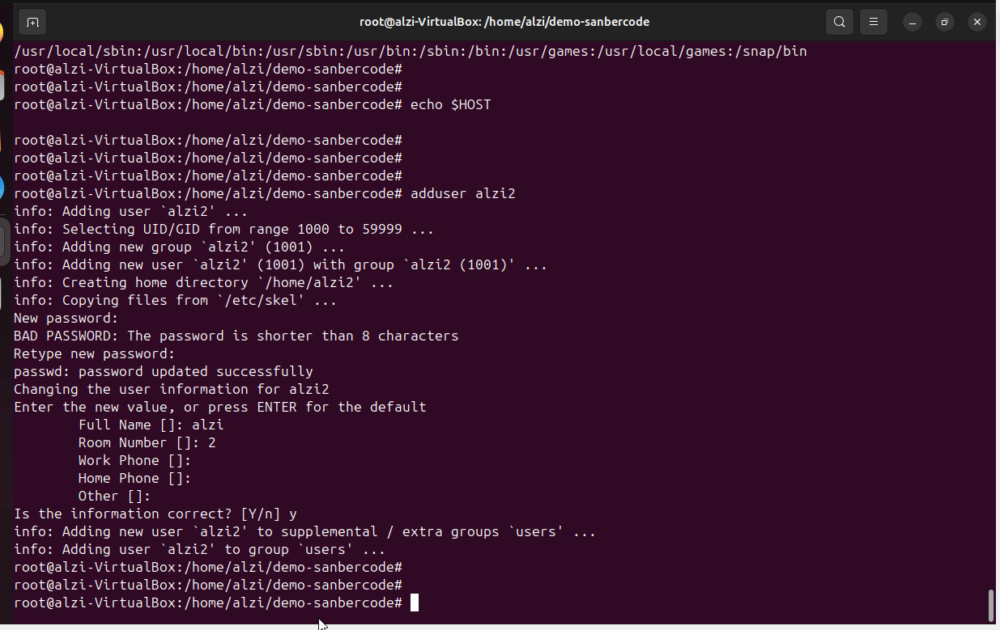 root@alzi-VirtualBox: /home/alzi/demo-sanbercode
/usr/local/sbin:/usr/local/bin:/usr/sbin:/usr/bin:/sbin:/bin:/usr/games:/usr/local/games:/snap/bin
root@alzi-VirtualBox:/home/alzi/demo-sanbercode#
root@alzi-VirtualBox:/home/alzi/demo-sanbercode#
root@alzi-VirtualBox:/home/alzi/demo-sanbercode# echo $HOST
root@alzi-VirtualBox:/home/alzi/demo-sanbercode#
root@alzi-VirtualBox:/home/alzi/demo-sanbercode#
root@alzi-VirtualBox:/home/alzi/demo-sanbercode#
root@alzi-VirtualBox:/home/alzi/demo-sanbercode# adduser alzi2
info: Adding user `alzi2' ...
info: Selecting UID/GID from range 1000 to 59999 ...
info: Adding new group `alzi2' (1001) ...
info: Adding new user `alzi2' (1001) with group `alzi2 (1001)' ...
info: Creating home directory `/home/alzi2' ...
info: Copying files from `/etc/skel' ...
New password:
BAD PASSWORD: The password is shorter than 8 characters
Retype new password:
passwd: password updated successfully
Changing the user information for alzi2
Enter the new value, or press ENTER for the default
Full Name []: alzi
Room Number []: 2
Work Phone []:
Home Phone []:
Other []:
Is the information correct? [Y/n] y
info: Adding new user `alzi2' to supplemental / extra groups `users' ...
info: Adding user `alzi2' to group `users' ...
root@alzi-VirtualBox:/home/alzi/demo-sanbercode#
root@alzi-VirtualBox:/home/alzi/demo-sanbercode#
root@alzi-VirtualBox:/home/alzi/demo-sanbercode#